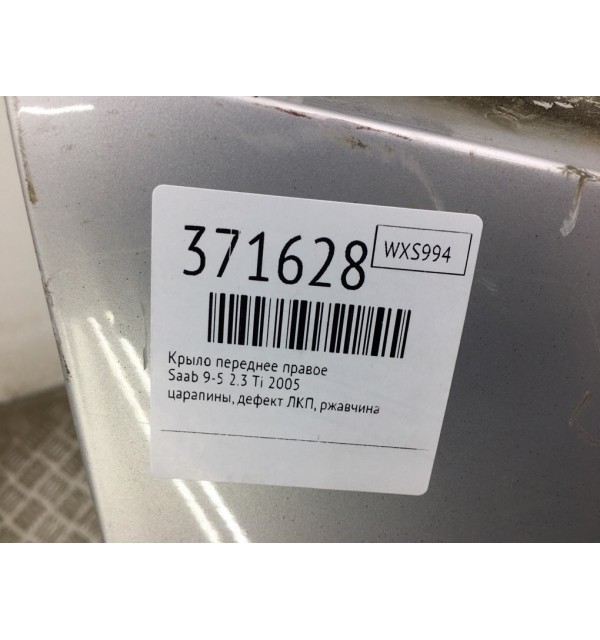 371628
WXS994
Крыло переднее правое
Saab 9-5 2.3 Ti 2005
царапины, дефект ЛКП, ржавчина